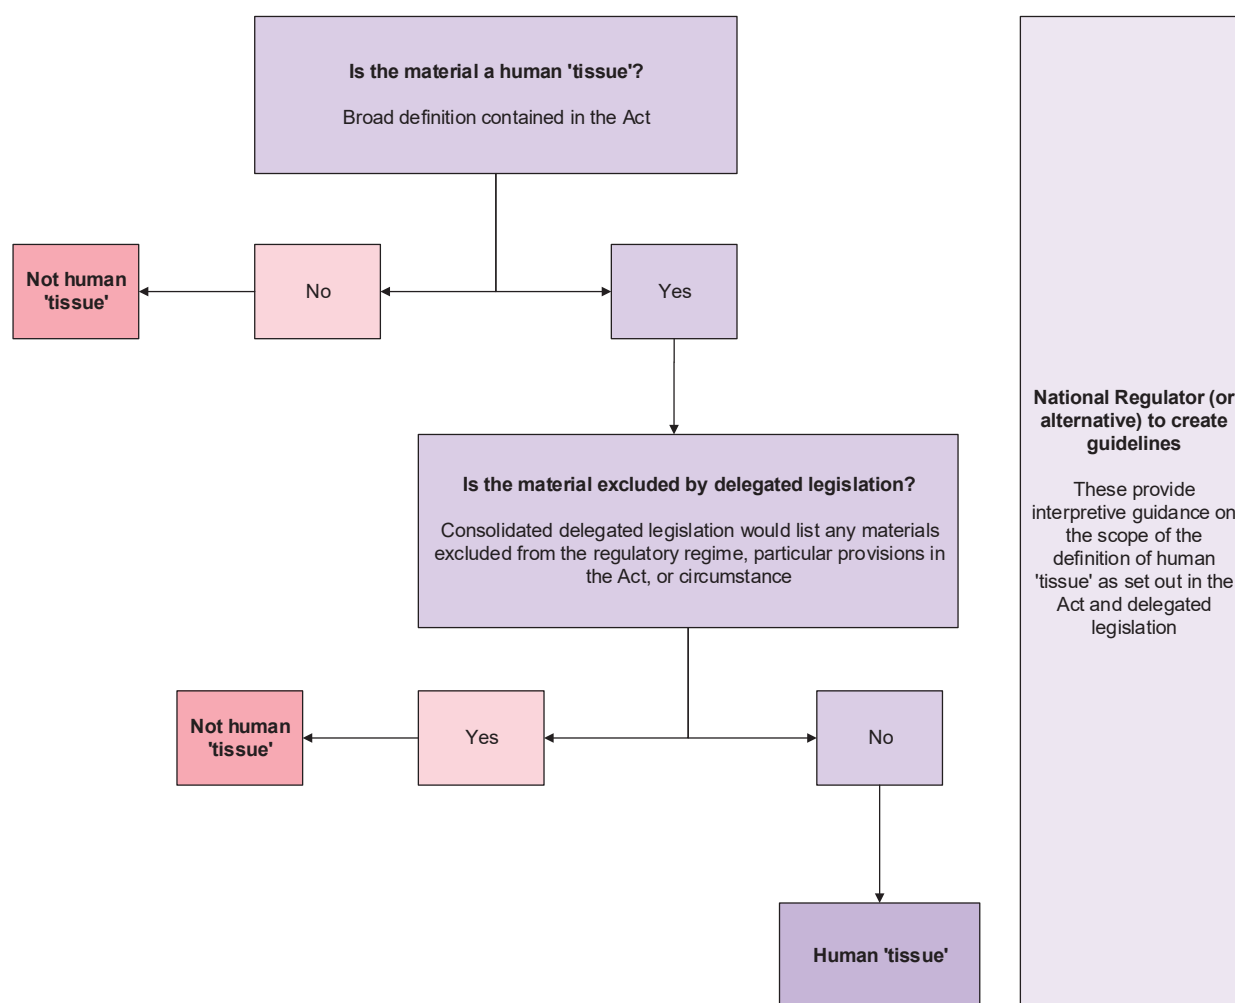 Is the material a human 'tissue'?
Broad definition contained in the Act
Not human
'tissue'
No
Yes
Is the material excluded by delegated legislation?
Consolidated delegated legislation would list any materials
excluded from the regulatory regime, particular provisions in
the Act, or circumstance
Not human
'tissue'
Yes
No
Human 'tissue'
National Regulator (or
alternative) to create
guidelines
These provide
interpretive guidance on
the scope of the
definition of human
'tissue' as set out in the
Act and delegated
legislation